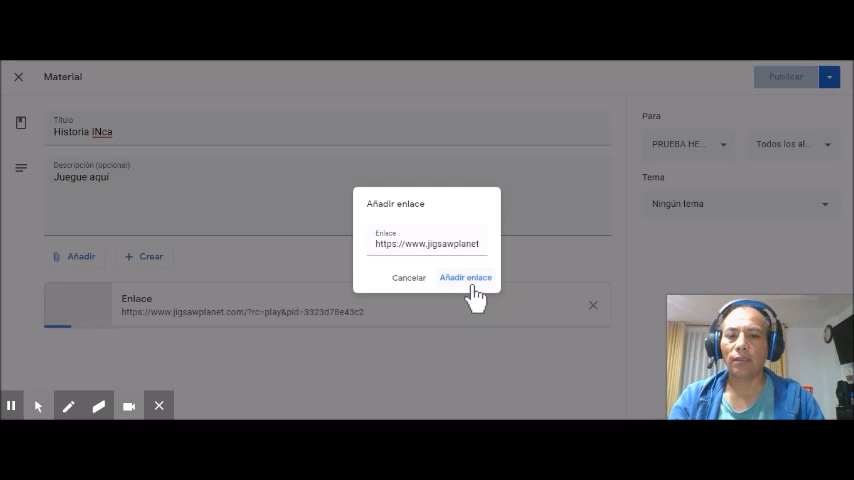 Material
Publicar
Título
Historia INca
Descripción (opcional)
Juegue aquí
Añadir
Crear
Enlace
https://www.jigsawplanet.com/?rc=play&pid=3323d78e43c2
Para
PRUEBA HE...
Todos los al...
Tema
Ningún tema
Añadir enlace
Enlace
https://www.jigsawplanet
Cancelar
Añadir enlace